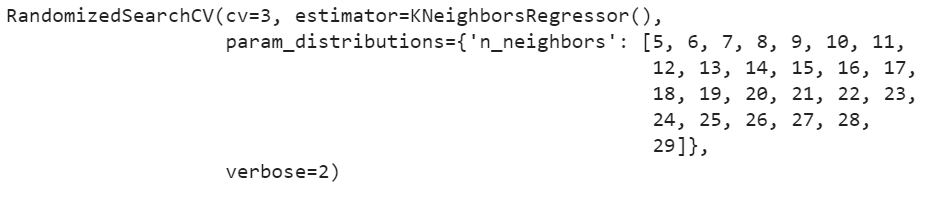 RandomizedSearchCV(cv=3, estimator=KNeighborsRegressor(),
                   param_distributions={'n_neighbors': [5, 6, 7, 8, 9, 10, 11,
                                                        12, 13, 14, 15, 16, 17,
                                                        18, 19, 20, 21, 22, 23,
                                                        24, 25, 26, 27, 28,
                                                        29]},
                   verbose=2)